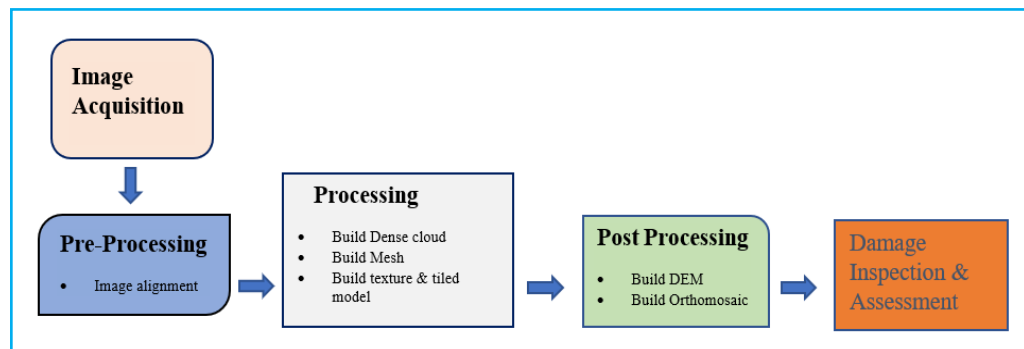 Image
Acquisition
Pre-Processing
• Image alignment
Processing
• Build Dense cloud
• Build Mesh
• Build texture & tiled
model
Post Processing
• Build DEM
• Build Orthomosaic
Damage
Inspection &
Assessment